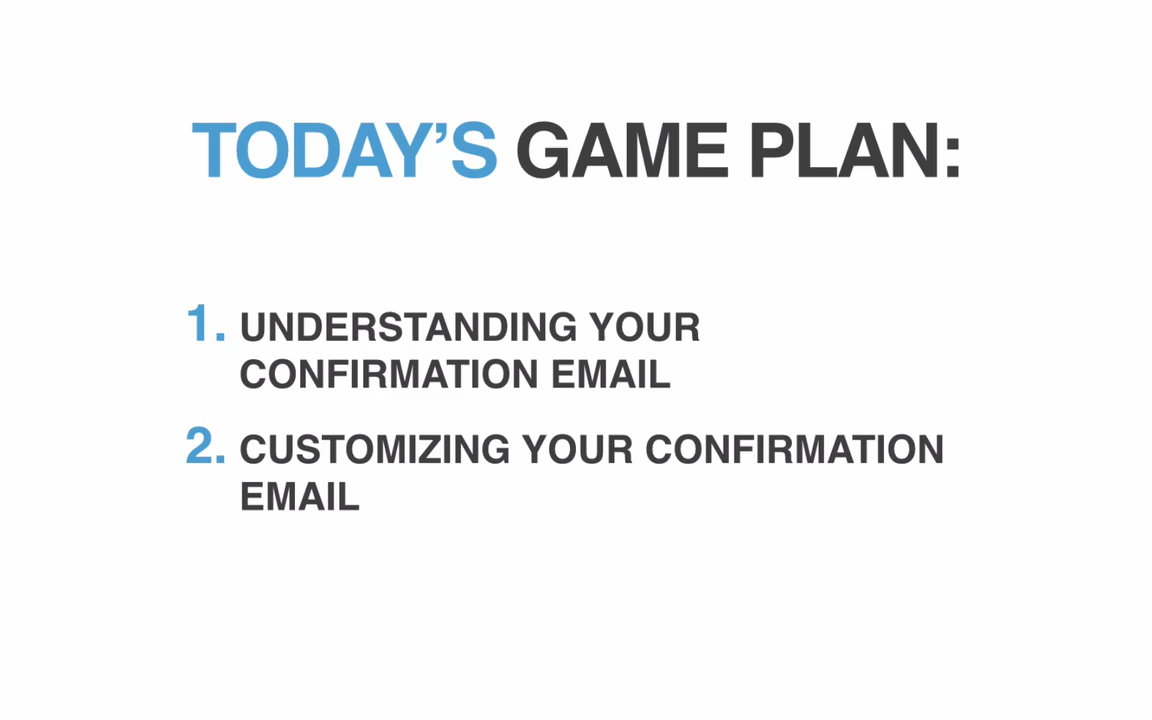 TODAY’S GAME PLAN:
1. UNDERSTANDING YOUR
CONFIRMATION EMAIL
2. CUSTOMIZING YOUR CONFIRMATION
EMAIL